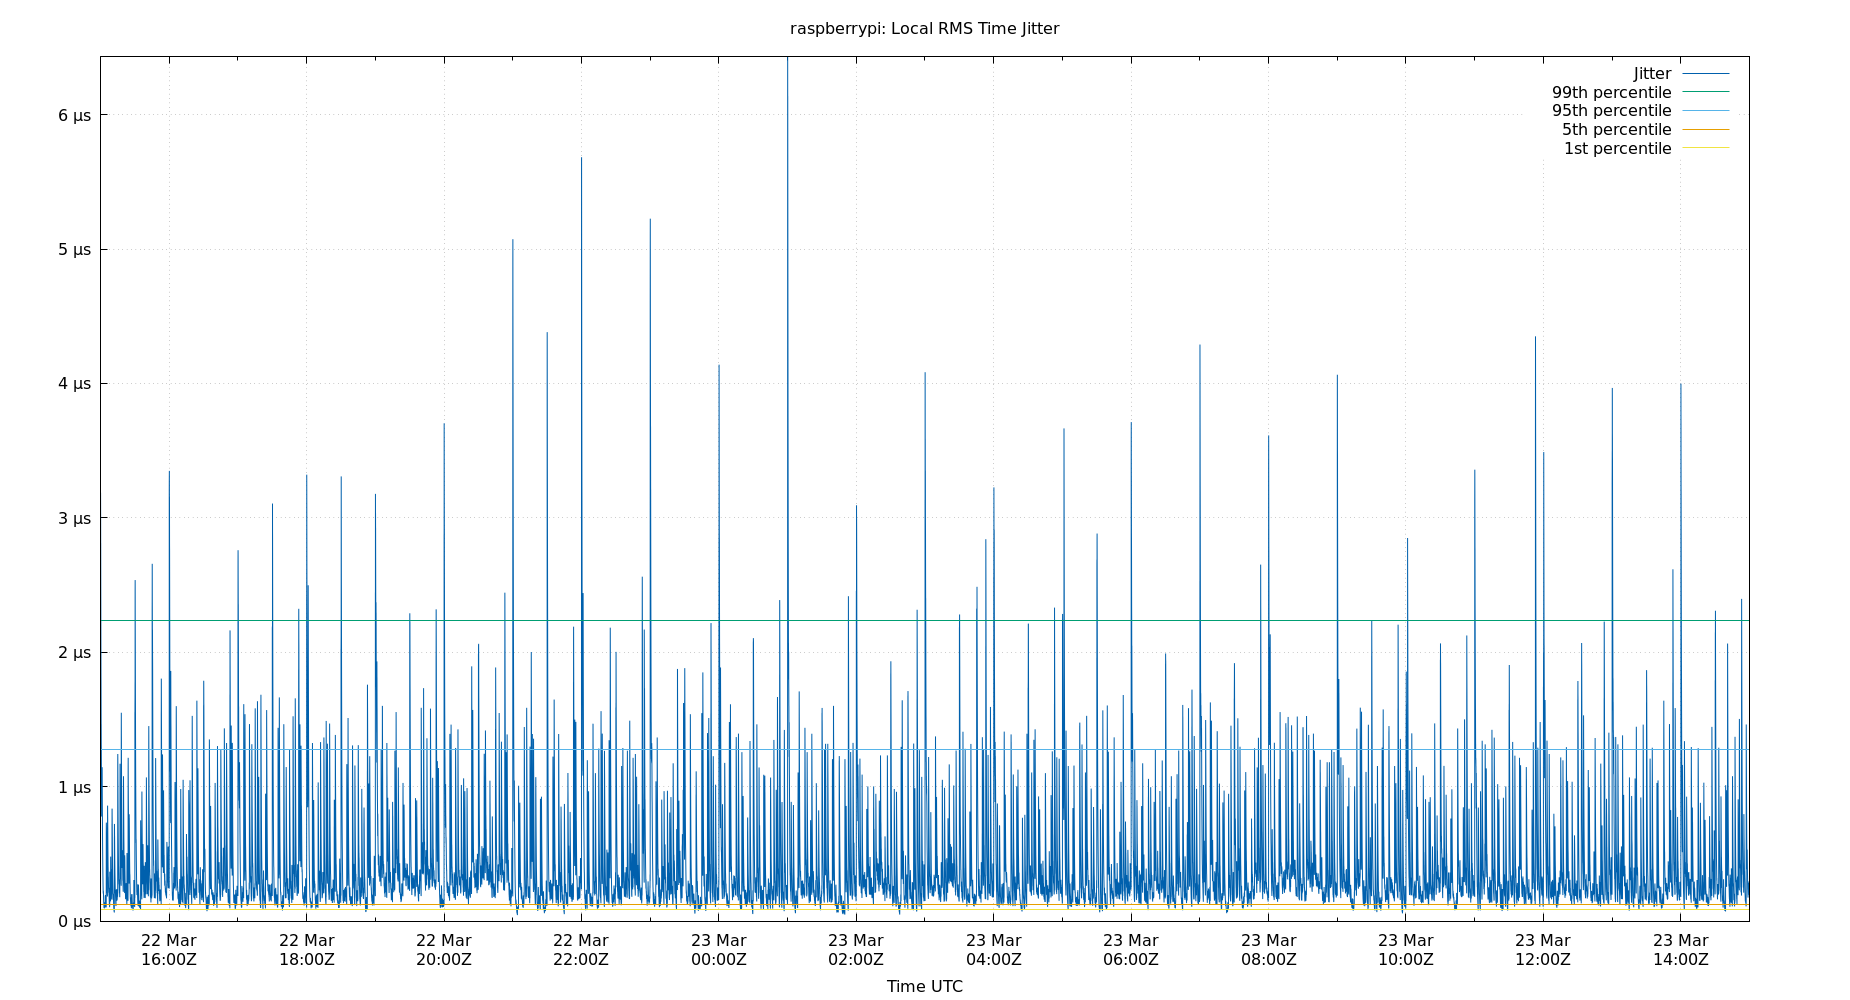 raspberrypi: Local RMS Time Jitter
Jitter
99th percentile
95th percentile
5th percentile
1st percentile
6 µs
5 µs
4 µs
3 µs
2 µs
1 µs
0 µs
22 Mar 22 Mar 22 Mar 22 Mar 23 Mar 23 Mar 23 Mar 23 Mar 23 Mar 23 Mar 23 Mar 23 Mar
16:00Z 18:00Z 20:00Z 22:00Z 00:00Z 02:00Z 04:00Z 06:00Z 08:00Z 10:00Z 12:00Z 14:00Z
Time UTC